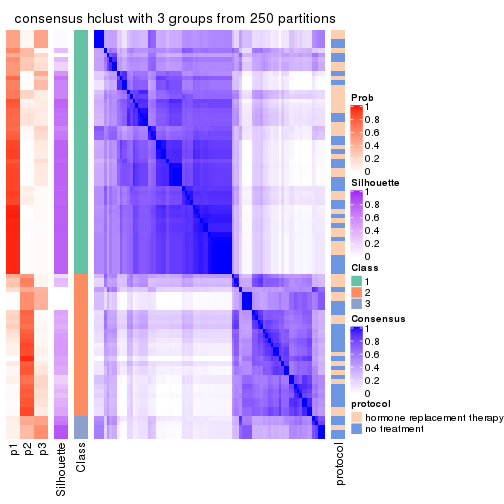 consensus hclust with 3 groups from 250 partitions
Prob
1
0.8
0.6
0.4
0.2
0
Silhouette
1
0.8
0.6
0.4
0.2
0
Class
1
2
3
Consensus
1
0.8
0.6
0.4
0.2
0
protocol
hormone replacement therapy
no treatment
p1
p2
p3
Silhouette
Class
protocol